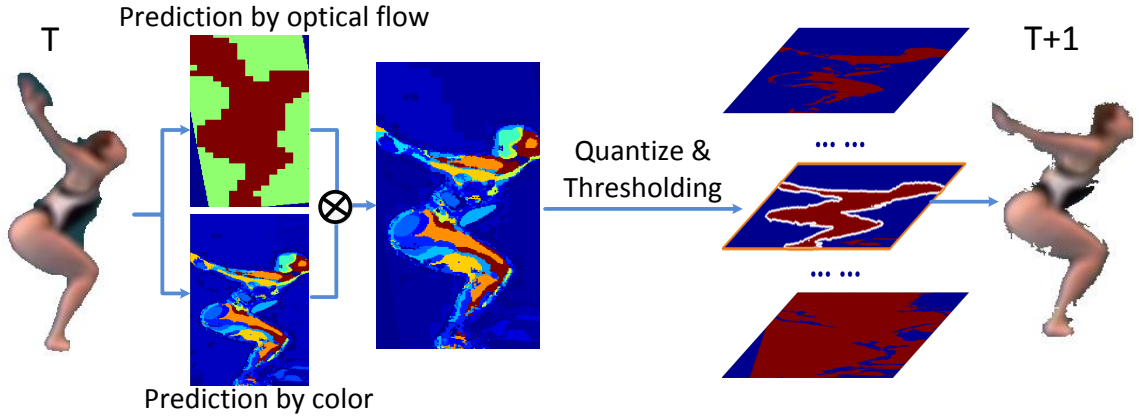 Prediction by optical flow
T
T+1
Quantize &
Thresholding
... ...
... ...
Prediction by color